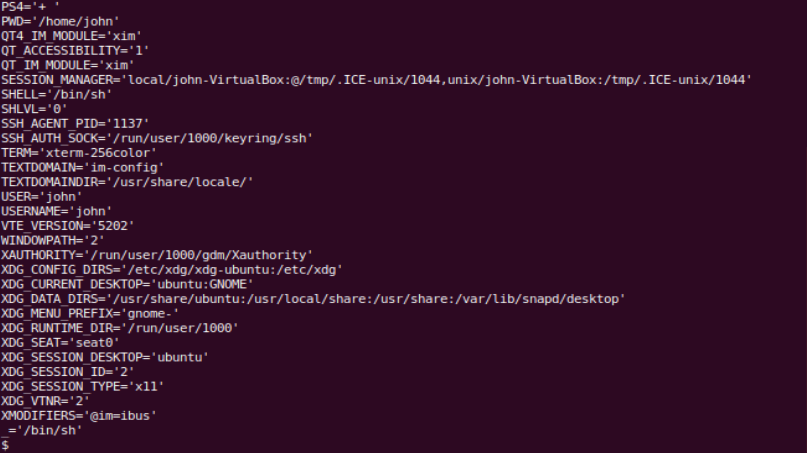 PS4='+ '
PWD='/home/john'
QT4_IM_MODULE='xim'
QT_ACCESSIBILITY='1'
QT_IM_MODULE='xim'
SESSION_MANAGER='local/john-VirtualBox:@/tmp/.ICE-unix/1044,unix/john-VirtualBox:/tmp/.ICE-unix/1044'
SHELL='/bin/sh'
SHLVL='0'
SSH_AGENT_PID='1137'
SSH_AUTH_SOCK='/run/user/1000/keyring/ssh'
TERM='xterm-256color'
TEXTDOMAIN='im-config'
TEXTDOMAINDIR='/usr/share/locale/'
USER='john'
USERNAME='john'
VTE_VERSION='5202'
WINDOWPATH='2'
XAUTHORITY='/run/user/1000/gdm/Xauthority'
XDG_CONFIG_DIRS='/etc/xdg/xdg-ubuntu:/etc/xdg'
XDG_CURRENT_DESKTOP='ubuntu:GNOME'
XDG_DATA_DIRS='/usr/share/ubuntu:/usr/local/share:/usr/share:/var/lib/snapd/desktop'
XDG_MENU_PREFIX='gnome-'
XDG_RUNTIME_DIR='/run/user/1000'
XDG_SEAT='seat0'
XDG_SESSION_DESKTOP='ubuntu'
XDG_SESSION_ID='2'
XDG_SESSION_TYPE='x11'
XDG_VTNR='2'
XMODIFIERS='@im=ibus'
_='/bin/sh'
$